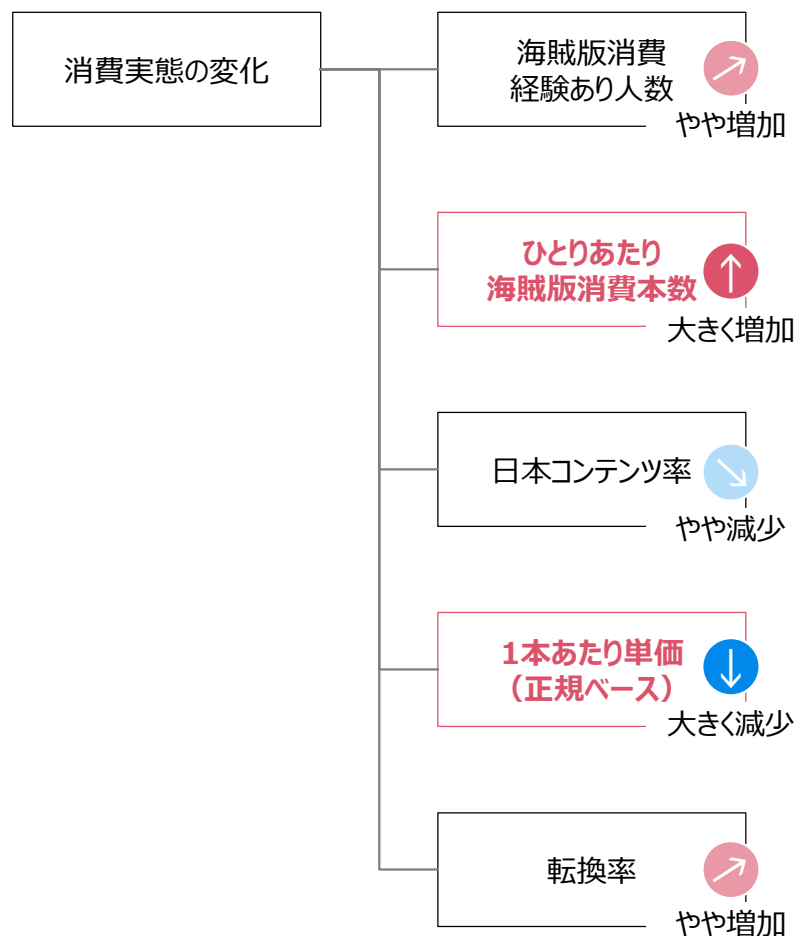 消費実態の変化
海賊版消費
経験あり人数
やや増加
ひとりあたり
海賊版消費本数
大きく増加
日本コンテンツ率
やや減少
1本あたり単価
（正規ベース）
大きく減少
転換率
やや増加